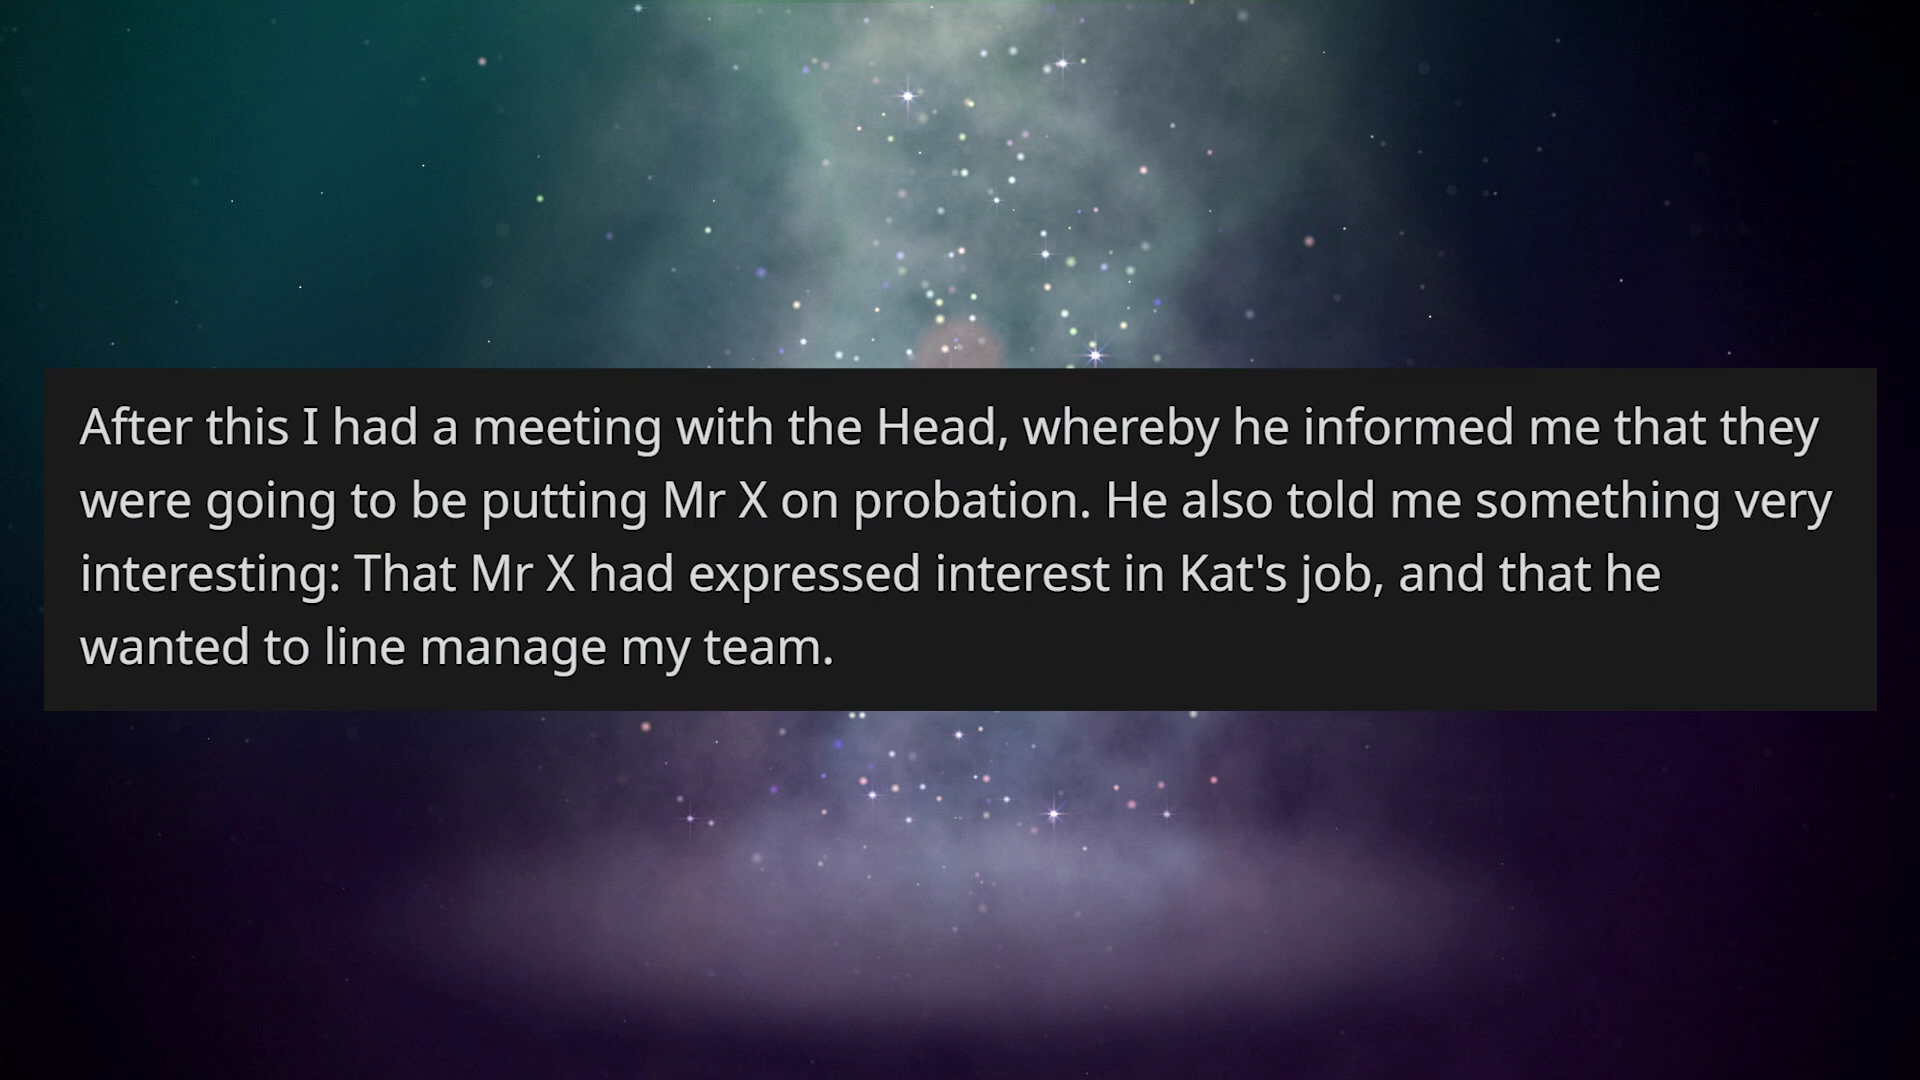 After this I had a meeting with the Head, whereby he informed me that they
were going to be putting Mr X on probation. He also told me something very
interesting: That Mr X had expressed interest in Kat's job, and that he
wanted to line manage my team.